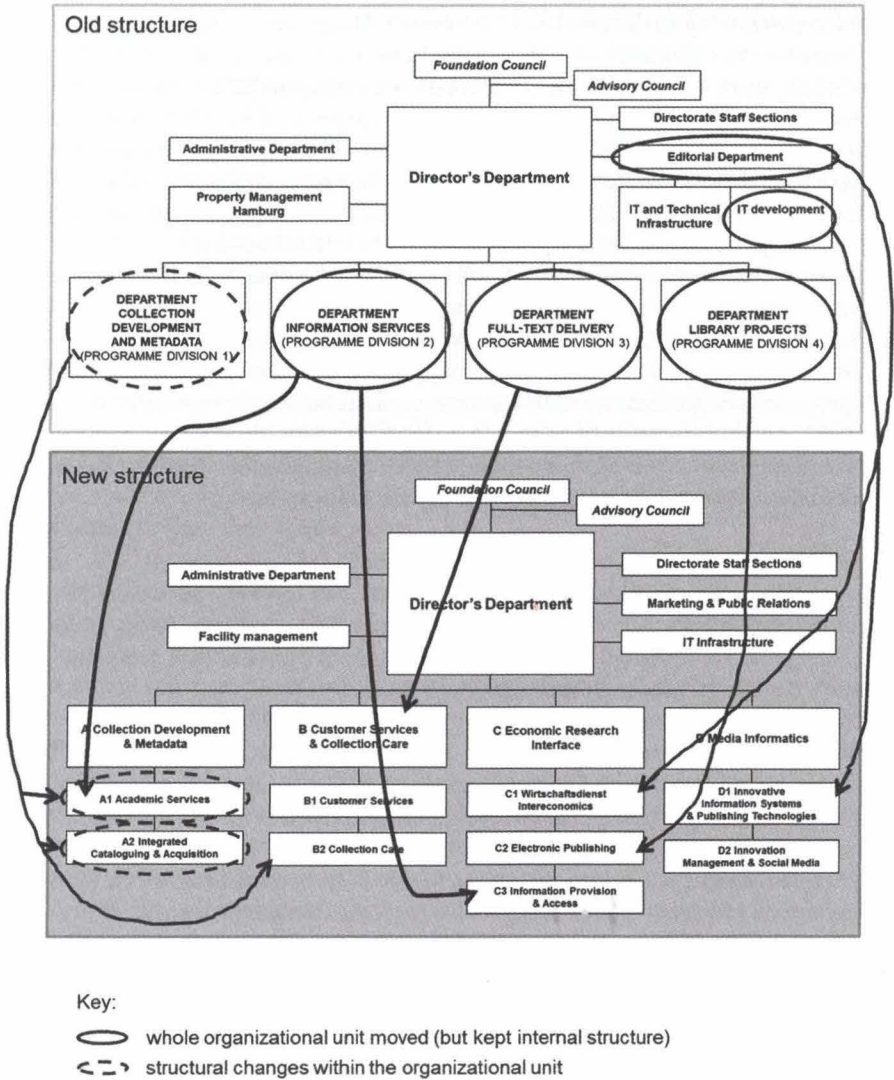 Old structure
Foundation Council
Advisory Council
Directorate Staff Sections
Administrative Department
Director's Department
Editorial Department
Property Management
Hamburg
IT and Technical
Infrastructure
IT development
DEPARTMENT
COLLECTION
DEVELOPMENT
AND METADATA
(PROGRAMME DIVISION 1)
DEPARTMENT
INFORMATION SERVICES
(PROGRAMME DIVISION 2)
DEPARTMENT
FULL-TEXT DELIVERY
(PROGRAMME DIVISION 3)
DEPARTMENT
LIBRARY PROJECTS
(PROGRAMME DIVISION 4)
New structure
Foundation Council
Advisory Council
Directorate Staff Sections
Administrative Department
Director's Department
Marketing & Public Relations
Facility management
IT Infrastructure
A Collection Development
& Metadata
B Customer Services
& Collection Care
C Economic Research
Interface
D Media Informatics
A1 Academic Services
B1 Customer Services
C1 Wirtschaftsdienst
Intereconomics
D1 Innovative
Information Systems
& Publishing Technologies
A2 Integrated
Cataloguing & Acquisition
B2 Collection Care
C2 Electronic Publishing
D2 Innovation
Management & Social Media
C3 Information Provision
& Access
Key:
whole organizational unit moved (but kept internal structure)
structural changes within the organizational unit